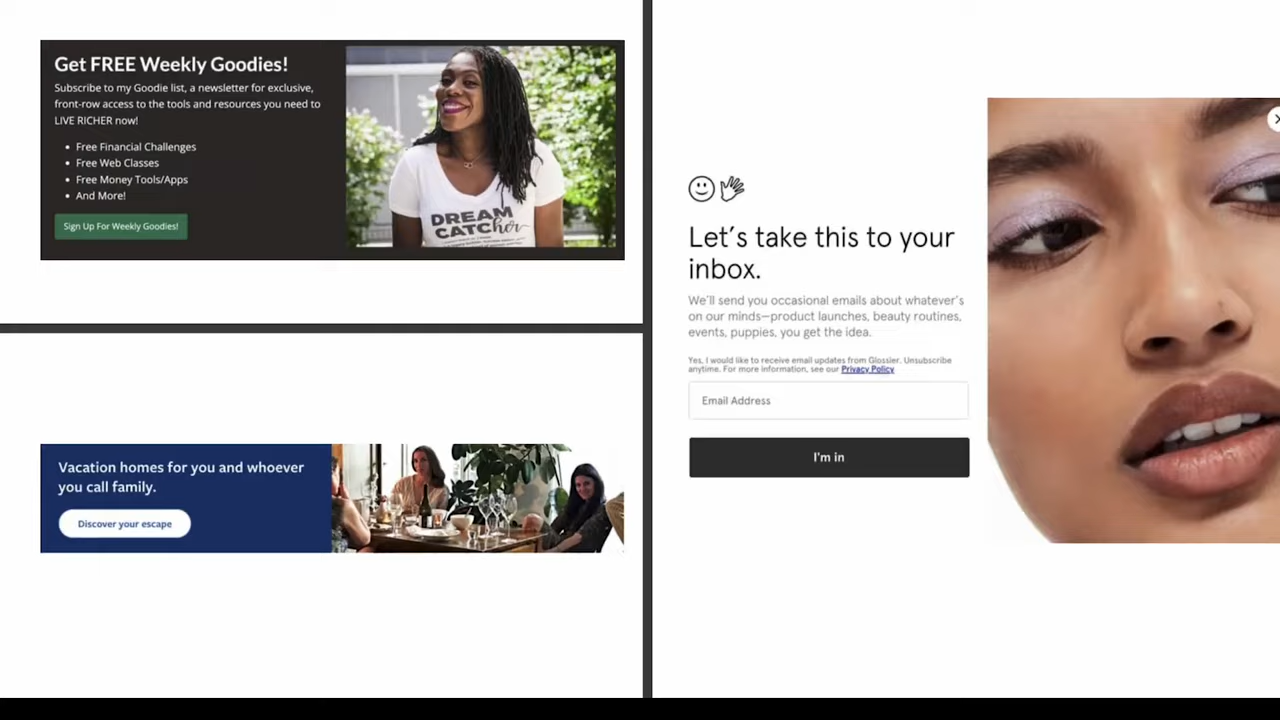 Get FREE Weekly Goodies!
Subscribe to my Goodie list, a newsletter for exclusive,
front-row access to the tools and resources you need to
LIVE RICHER now!
• Free Financial Challenges
• Free Web Classes
• Free Money Tools/Apps
• And More!
Sign Up For Weekly Goodies!
DREAM
CATCher
Vacation homes for you and whoever
you call family.
Discover your escape
Let's take this to your
inbox.
We'll send you occasional emails about whatever's
on our minds—product launches, beauty routines,
events, puppies, you get the idea.
Yes, I would like to receive email updates from Glossier. Unsubscribe
anytime. For more information, see our Privacy Policy
Email Address
I'm in